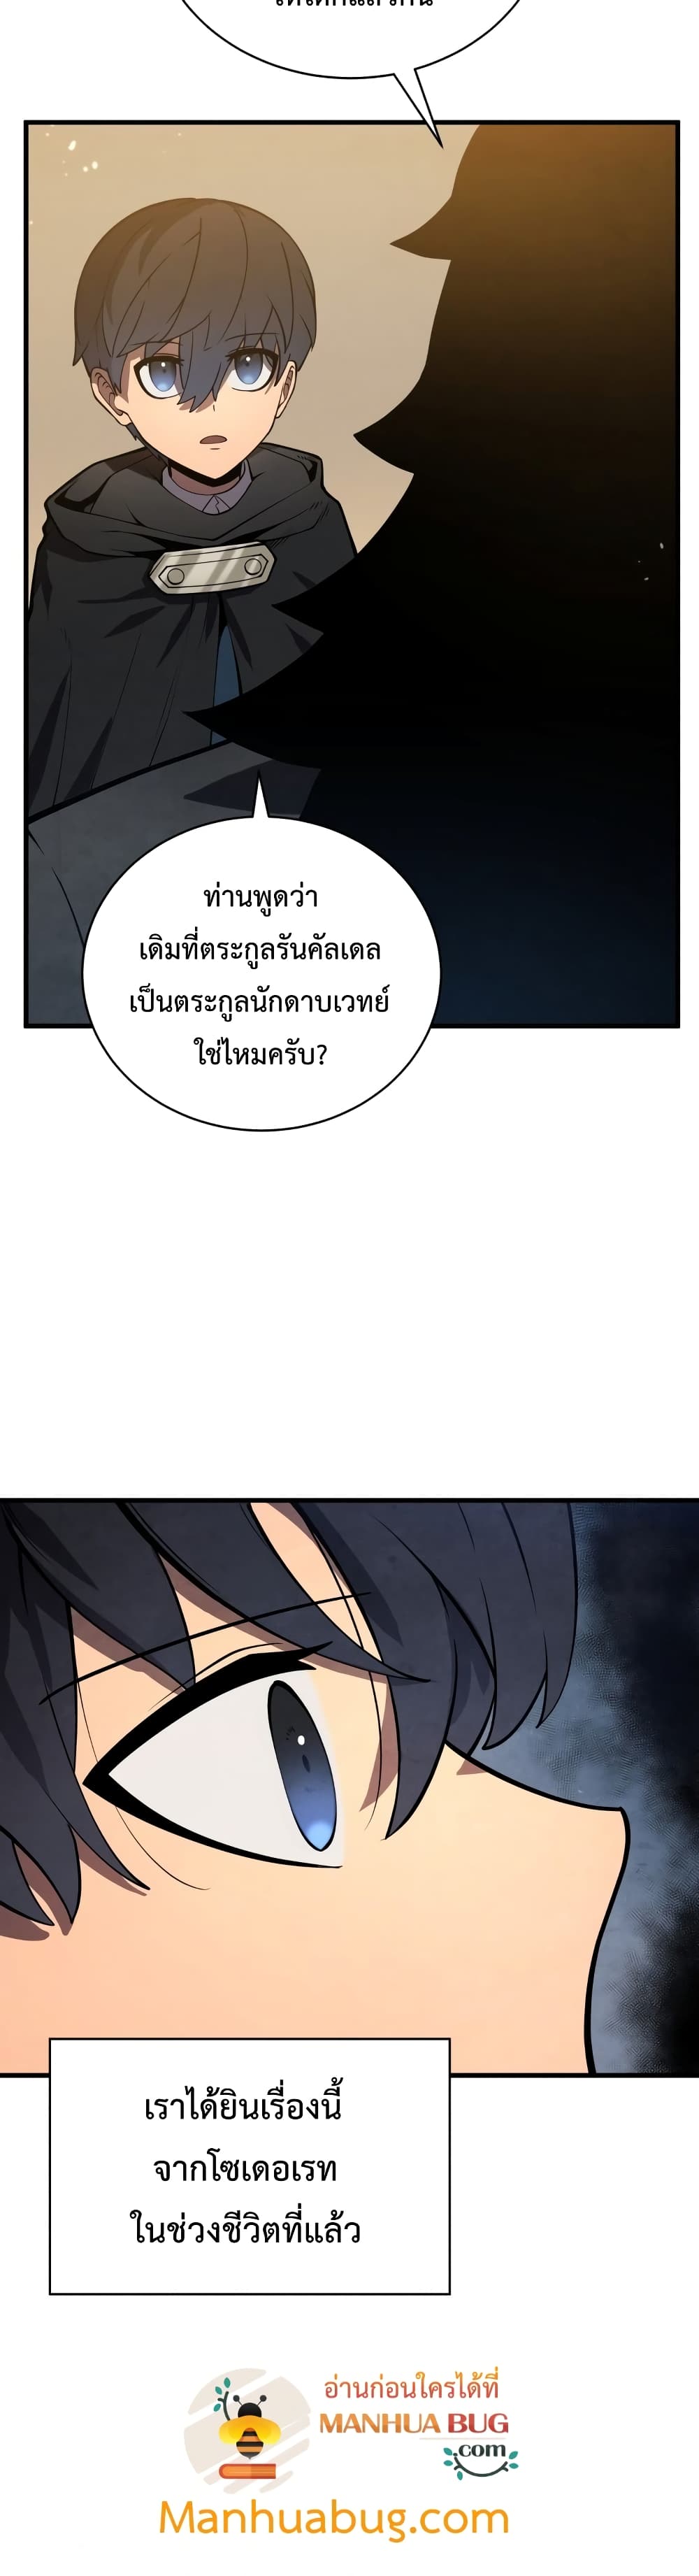 ท่านพูดว่า
เดิมที่ตระกูลรันคัลเดล
เป็นตระกูลนักดาบเวทย์
ใช่ไหมครับ?
เราได้ยินเรื่องนี้
จากโซเดอเรท
ในช่วงชีวิตที่แล้ว
อ่านก่อนใครได้ที่
MANHUA BUG
.com
Manhuabug.com